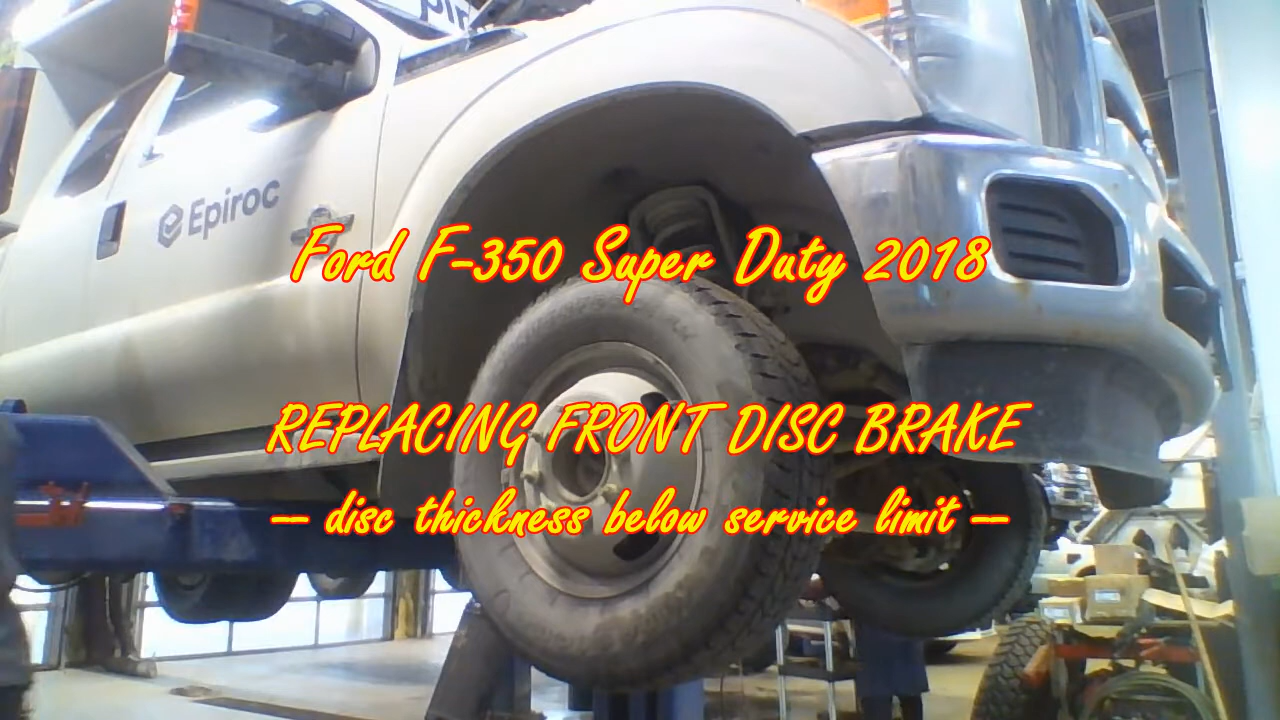 Epiroc
Ford F-350 Super Duty 2018
REPLACING FRONT DISC BRAKE
-- disc thickness below service limit --